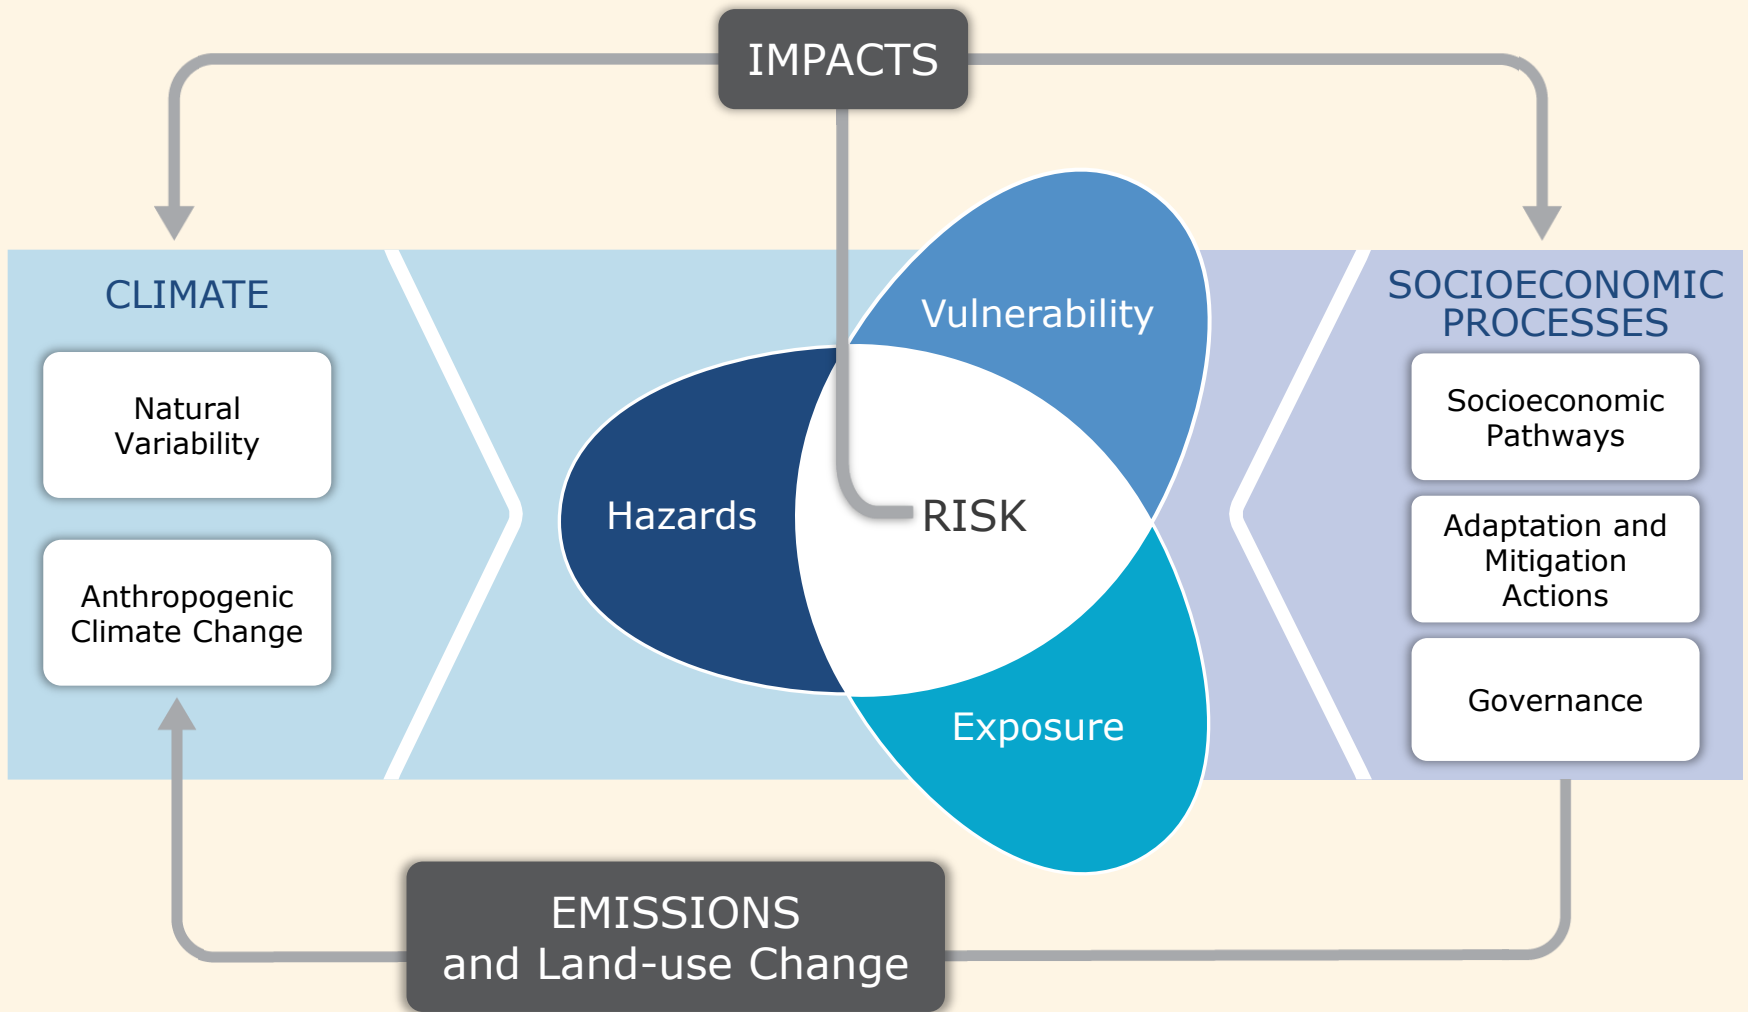 IMPACTS
CLIMATE
Natural
Variability
Anthropogenic
Climate Change
Vulnerability
Hazards
RISK
Exposure
SOCIOECONOMIC
PROCESSES
Socioeconomic
Pathways
Adaptation and
Mitigation
Actions
Governance
EMISSIONS
and Land-use Change